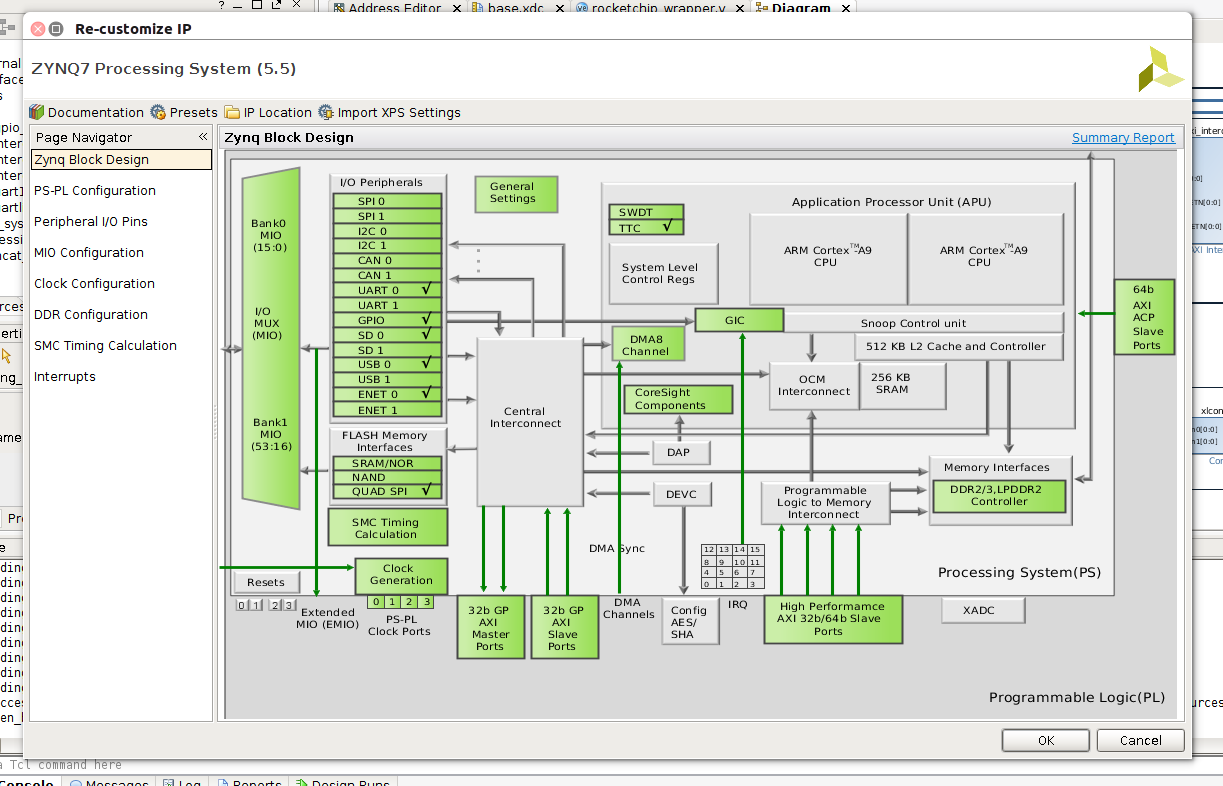 Address Editor
base.xdc
rocketchip_wrapper.v
Diagram
Re-customize IP
ZYNQ7 Processing System (5.5)
Documentation
Presets
IP Location
Import XPS Settings
Page Navigator
«
Zynq Block Design
PS-PL Configuration
Peripheral I/O Pins
MIO Configuration
Clock Configuration
DDR Configuration
SMC Timing Calculation
Interrupts
Zynq Block Design
Summary Report
Bank0
MIO
(15:0)
I/O
MUX
(MIO)
Bank1
MIO
(53:16)
I/O Peripherals
SPI 0
SPI 1
I2C 0
I2C 1
CAN 0
CAN 1
UART 0 √
UART 1
GPIO √
SD 0 √
SD 1
USB 0 √
USB 1
ENET 0 √
ENET 1
FLASH Memory
Interfaces
SRAM/NOR
NAND
QUAD SPI √
SMC Timing
Calculation
General
Settings
Application Processor Unit (APU)
SWDT
TTC √
System Level
Control Regs
ARM Cortex™-A9
CPU
ARM Cortex™-A9
CPU
GIC
Snoop Control unit
DMA8
Channel
512 KB L2 Cache and Controller
OCM
Interconnect
256 KB
SRAM
CoreSight
Components
Central
Interconnect
DAP
DEVC
Programmable
Logic to Memory
Interconnect
Memory Interfaces
DDR2/3,LPDDR2
Controller
64b
AXI
ACP
Slave
Ports
DMA Sync
12 13 14 15
8 9 10 11
4 5 6 7
0 1 2 3
Processing System(PS)
Resets
0 1 2 3
Clock
Generation
0 1 2 3
Extended
MIO (EMIO)
PS-PL
Clock Ports
32b GP
AXI
Master
Ports
32b GP
AXI
Slave
Ports
DMA
Channels
Config
AES/
SHA
IRQ
High Performamce
AXI 32b/64b Slave
Ports
XADC
Programmable Logic(PL)
OK
Cancel
Tcl command here
Console
Messages
Log
Reports
Design Runs